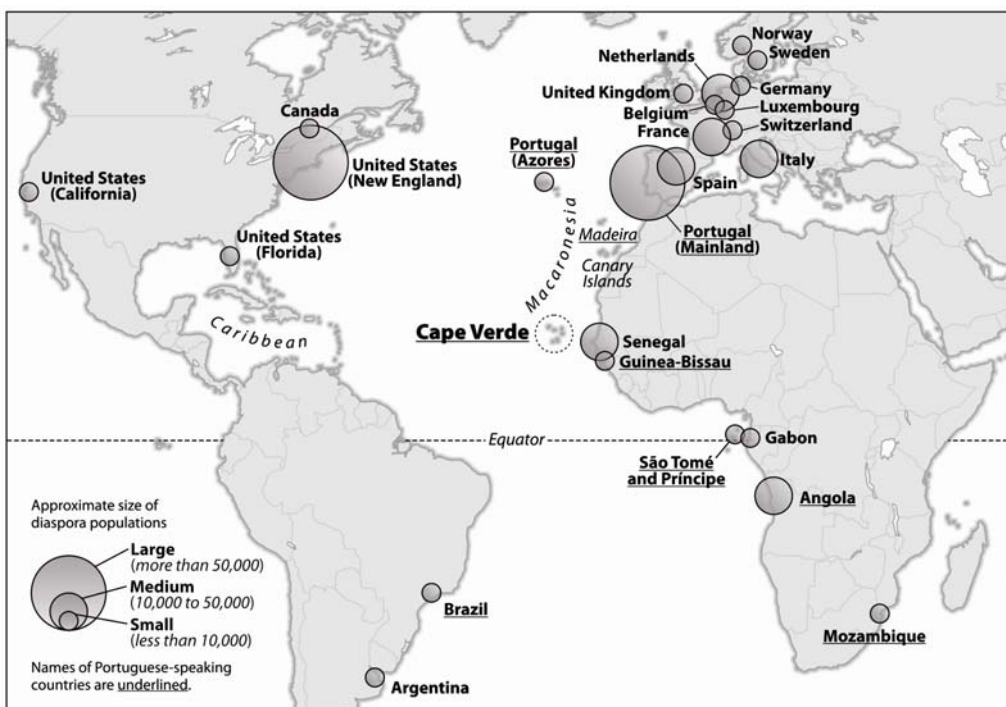 Norway
Sweden
Netherlands
Germany
United Kingdom
Luxembourg
Belgium
France
Switzerland
Canada
United States
(New England)
Portugal
(Azores)
Italy
United States
(California)
Spain
Portugal
(Mainland)
United States
(Florida)
Macaronesia
Madeira
Canary
Islands
Caribbean
Cape Verde
Senegal
Guinea-Bissau
Equator
Gabon
São Tomé
and Príncipe
Angola
Approximate size of
diaspora populations
Large
(more than 50,000)
Medium
(10,000 to 50,000)
Small
(less than 10,000)
Names of Portuguese-speaking
countries are underlined.
Brazil
Mozambique
Argentina